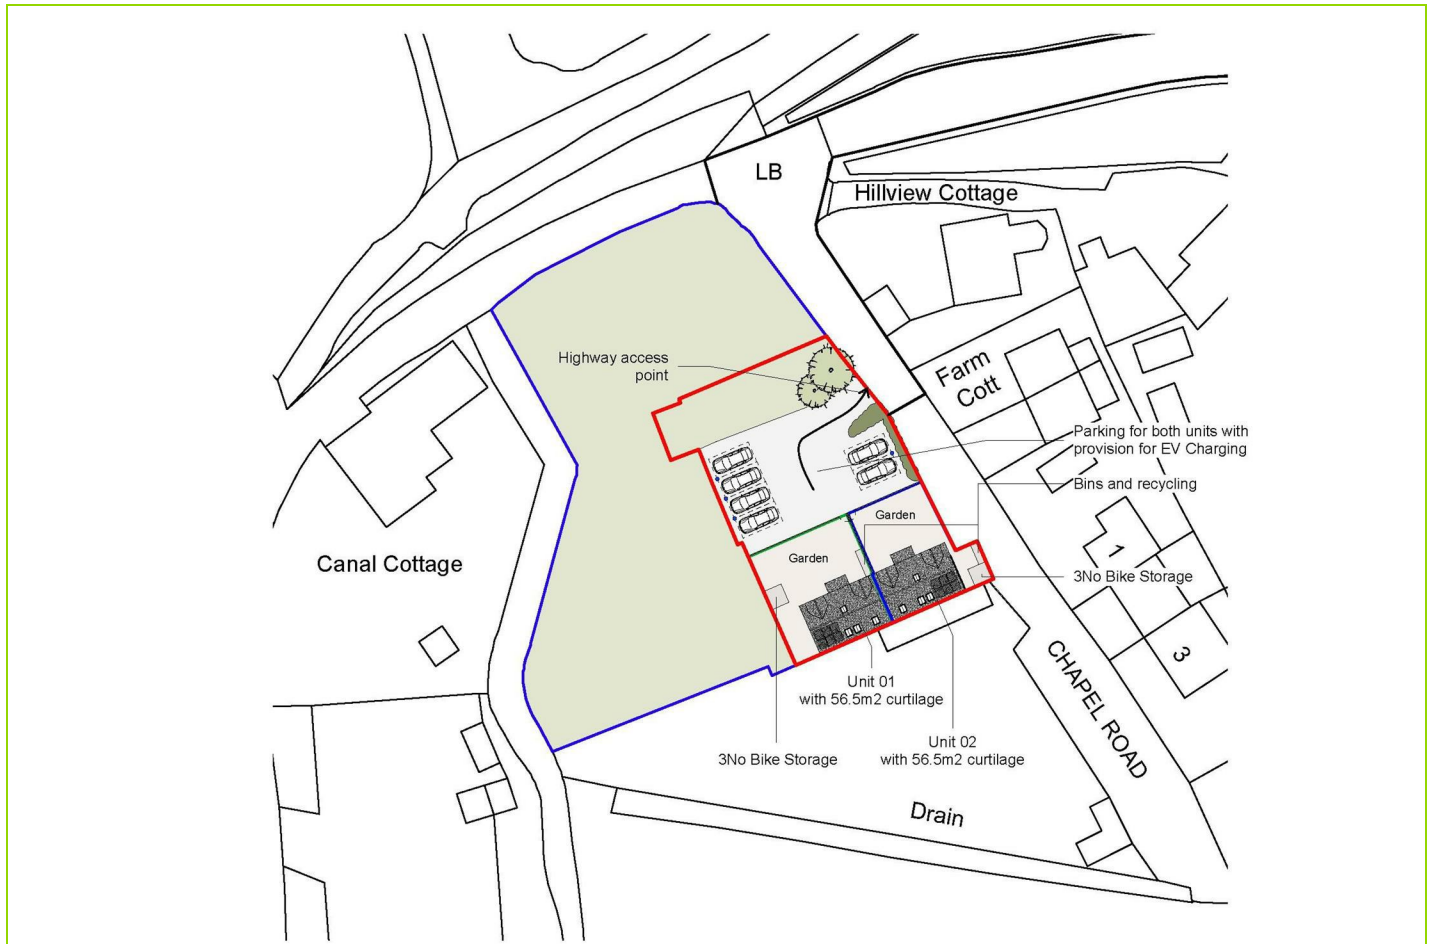 LB
Hillview Cottage
Highway access
point
Farm
Cott
Parking for both units with
provision for EV Charging
Bins and recycling
Garden
Garden
1
3No Bike Storage
Canal Cottage
3
CHAPEL ROAD
Unit 01
with 56.5m2 curtilage
Unit 02
with 56.5m2 curtilage
3No Bike Storage
Drain